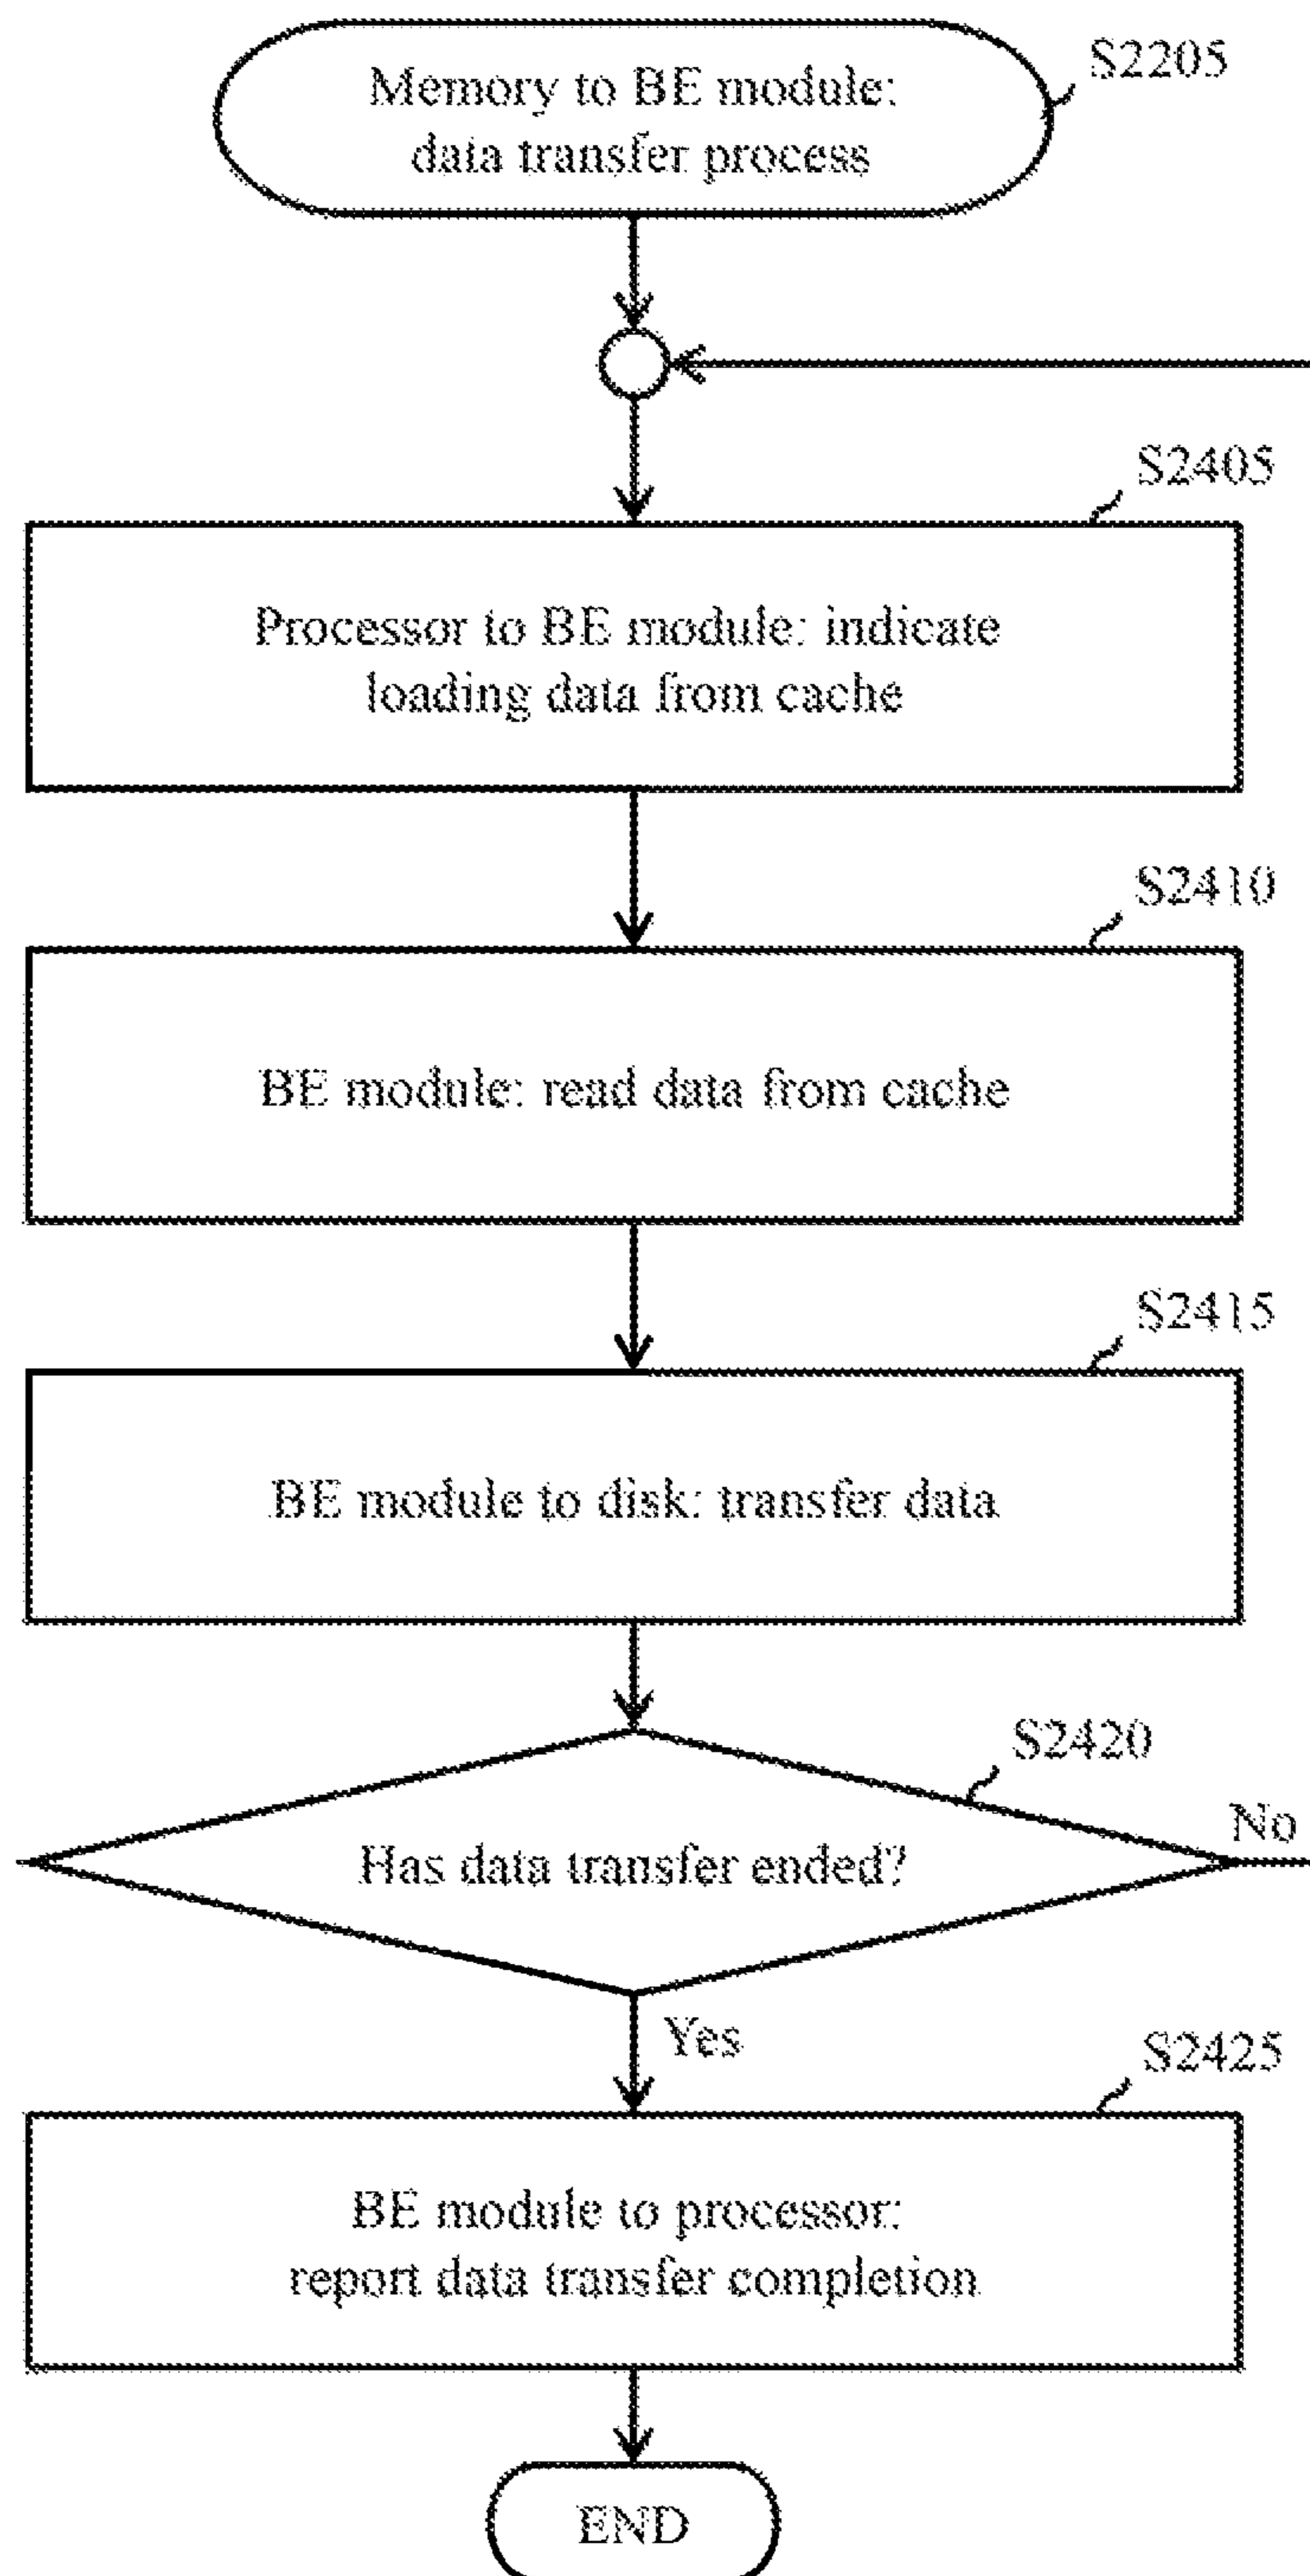 S2205
Memory to BE module:
data transfer process
S2405
Processor to BE module: indicate
loading data from cache
S2410
BE module: read data from cache
S2415
BE module to disk: transfer data
S2420
No
Has data transfer ended?
Yes
S2425
BE module to processor:
report data transfer completion
END